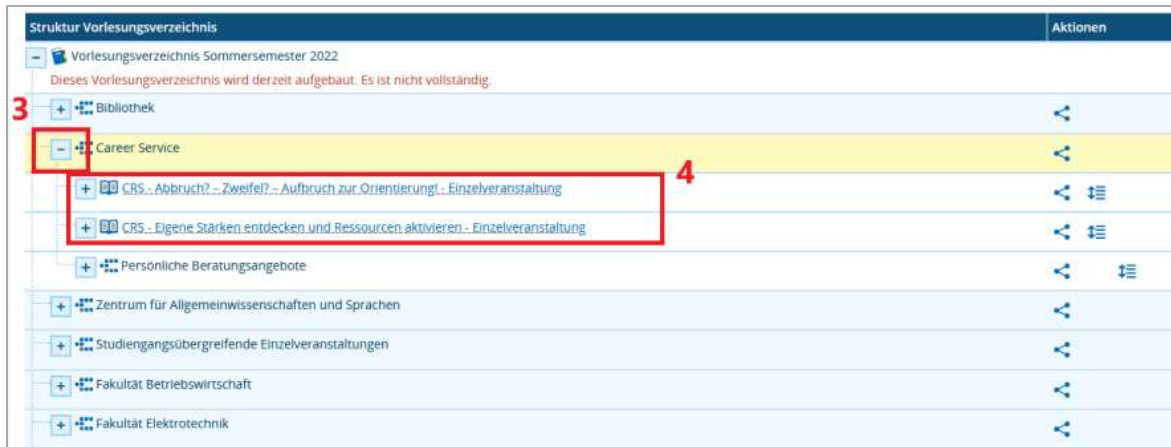 Struktur Vorlesungsverzeichnis Aktionen
Vorlesungsverzeichnis Sommersemester 2022
Dieses Vorlesungsverzeichnis wird derzeit aufgebaut. Es ist nicht vollständig.
3 Bibliothek
Career Service
4
CRS - Abbruch? – Zweifel? – Aufbruch zur Orientierung! - Einzelveranstaltung
CRS - Eigene Stärken entdecken und Ressourcen aktivieren - Einzelveranstaltung
Persönliche Beratungsangebote
Zentrum für Allgemeinwissenschaften und Sprachen
Studiengangsübergreifende Einzelveranstaltungen
Fakultät Betriebswirtschaft
Fakultät Elektrotechnik